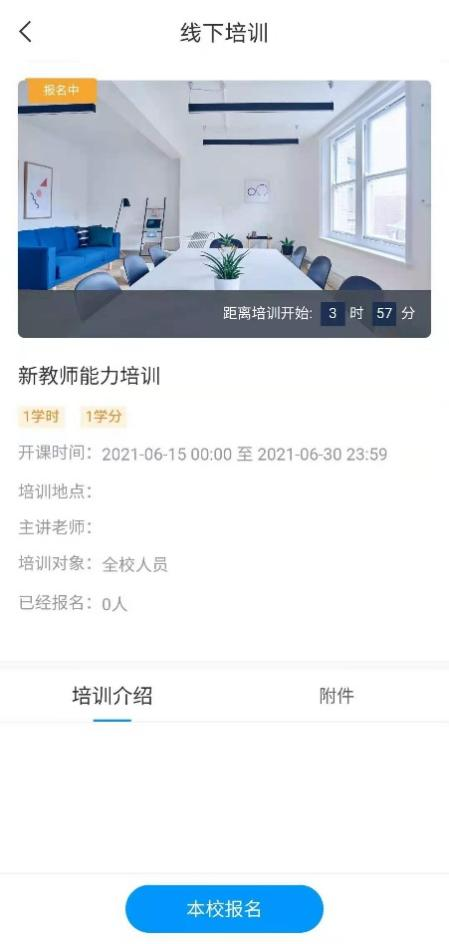 线下培训
报名中
距离培训开始: 3 时 57 分
新教师能力培训
1学时 1学分
开课时间: 2021-06-15 00:00 至 2021-06-30 23:59
培训地点:
主讲老师:
培训对象: 全校人员
已经报名: 0人
培训介绍 附件
本校报名